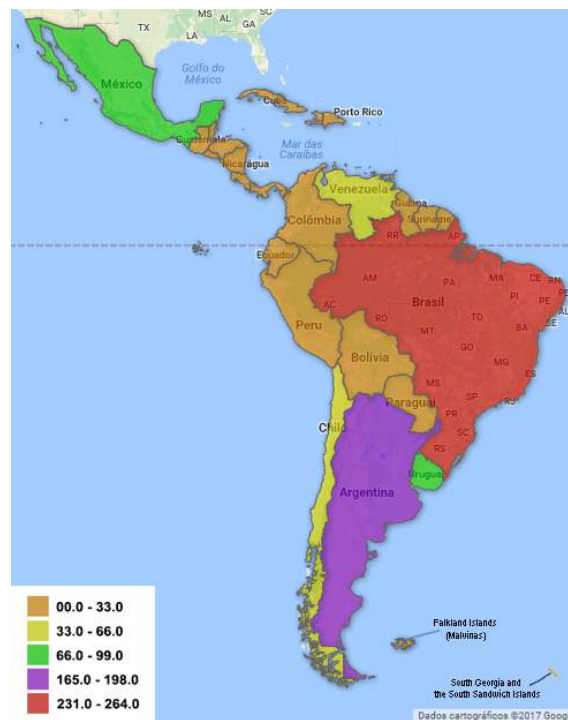 MS
SC
AL
GA
TX
LA
Golfo do
México
México
Cuba
Porto Rico
Guatemala
Mar das
Caraíbas
Nicarágua
Venezuela
Guiana
Suriname
Colômbia
RR
AP
Equador
AM
PA
MA
CE
RN
PI
PE
AC
Brasil
TO
AL
RO
SE
Peru
MT
BA
GO
Bolívia
MG
MS
ES
SP
Paraguai
RJ
PR
Chile
SC
RS
Uruguai
Argentina
00.0 - 33.0
33.0 - 66.0
66.0 - 99.0
165.0 - 198.0
231.0 - 264.0
Falkland Islands
(Malvinas)
South Georgia and
the South Sandwich Islands
Dados cartográficos ©2017 Goog